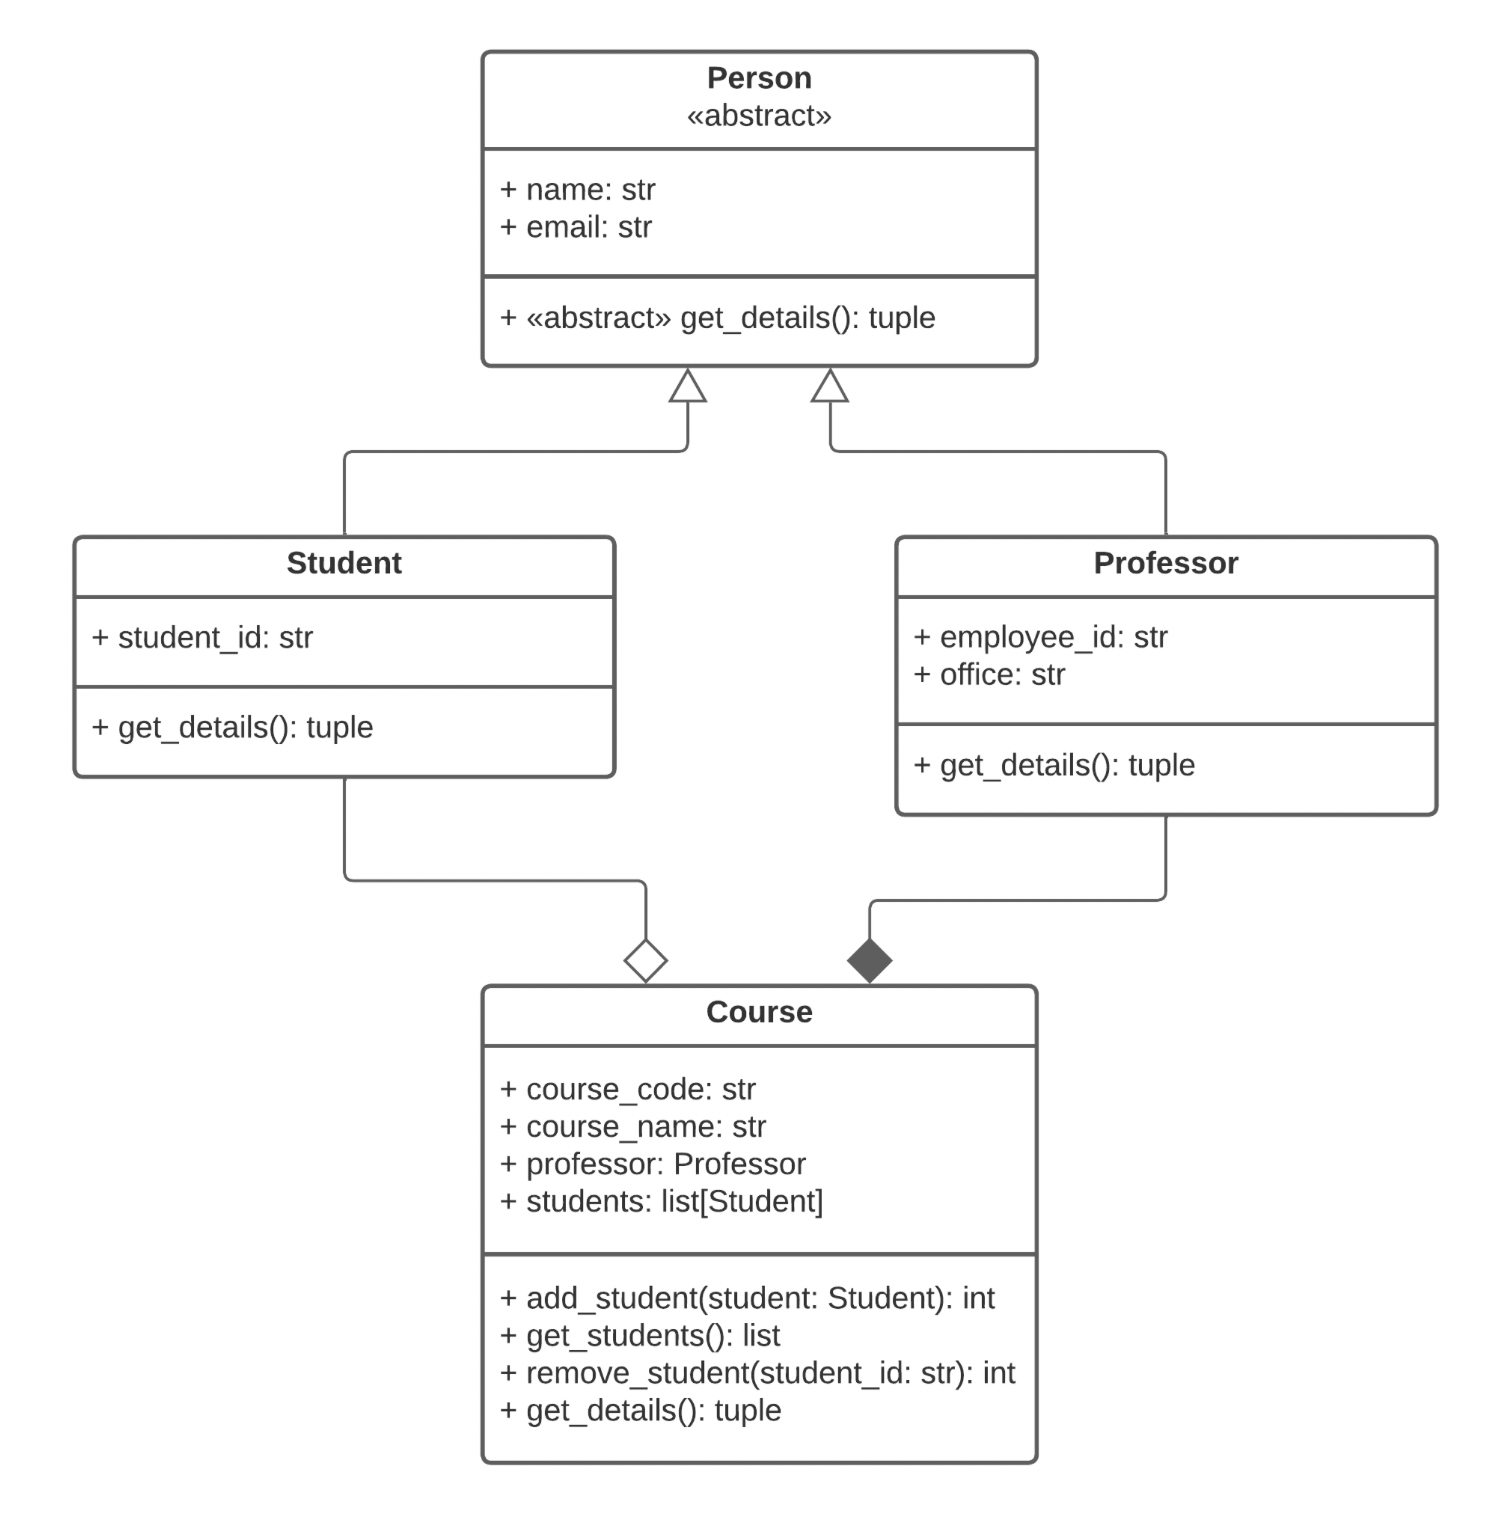 Person
«abstract»
+ name: str
+ email: str
+ «abstract» get_details(): tuple
Student
+ student_id: str
+ get_details(): tuple
Professor
+ employee_id: str
+ office: str
+ get_details(): tuple
Course
+ course_code: str
+ course_name: str
+ professor: Professor
+ students: list[Student]
+ add_student(student: Student): int
+ get_students(): list
+ remove_student(student_id: str): int
+ get_details(): tuple